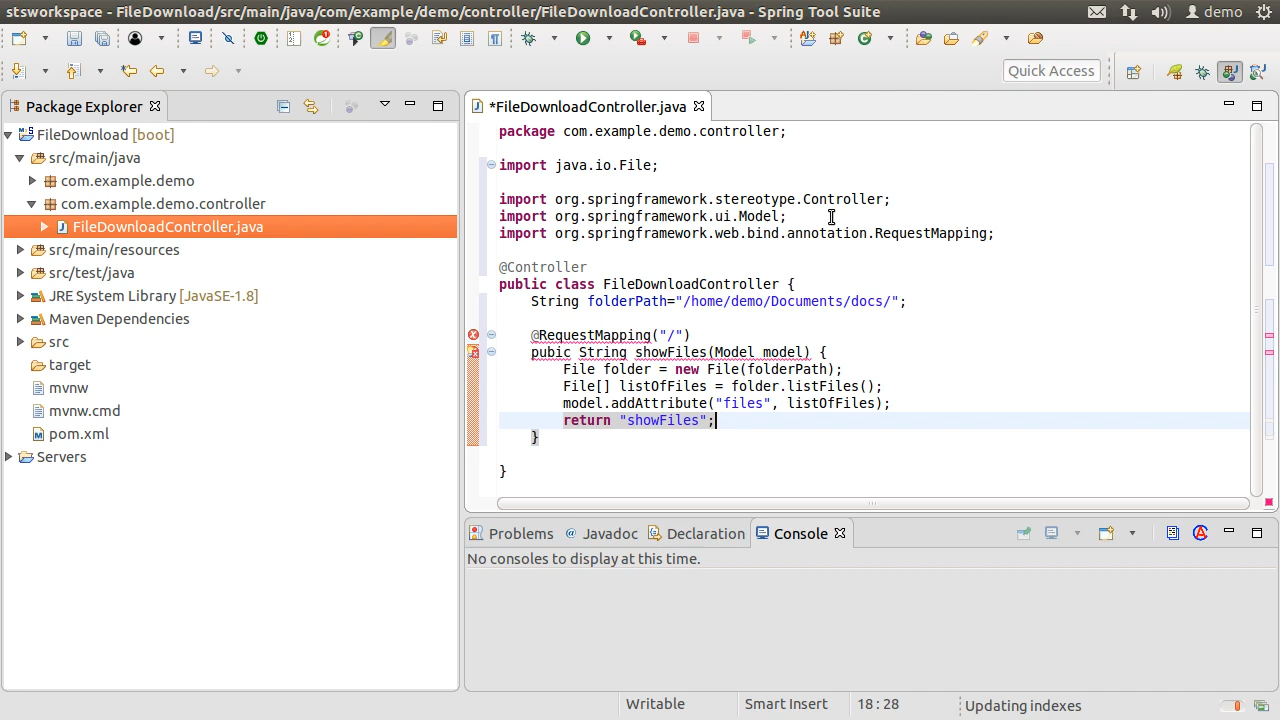 stsworkspace - FileDownload/src/main/java/com/example/demo/controller/FileDownloadController.java - Spring Tool Suite
demo
Quick Access
Package Explorer
FileDownload [boot]
src/main/java
com.example.demo
com.example.demo.controller
FileDownloadController.java
src/main/resources
src/test/java
JRE System Library [JavaSE-1.8]
Maven Dependencies
src
target
mvnw
mvnw.cmd
pom.xml
Servers
*FileDownloadController.java
package com.example.demo.controller;
import java.io.File;
import org.springframework.stereotype.Controller;
import org.springframework.ui.Model;
import org.springframework.web.bind.annotation.RequestMapping;
@Controller
public class FileDownloadController {
String folderPath="/home/demo/Documents/docs/";
@RequestMapping("/")
pubic String showFiles(Model model) {
File folder = new File(folderPath);
File[] listOfFiles = folder.listFiles();
model.addAttribute("files", listOfFiles);
return "showFiles";
}
}
Problems
Javadoc
Declaration
Console
No consoles to display at this time.
Writable
Smart Insert
18 : 28
Updating indexes